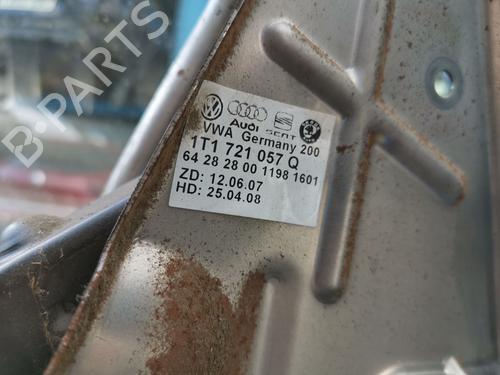 B-PARTS
Audi SEAT
VWA Germany 200
1T1 721 057 Q
64 28 28 00 1198 1601
ZD: 12.06.07
HD: 25.04.08
B-PARTS